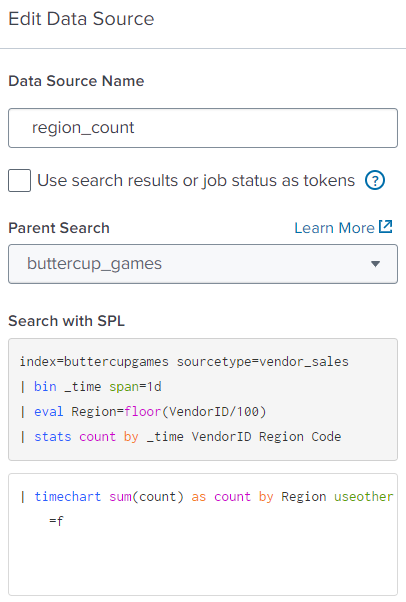 Edit Data Source
Data Source Name
region_count
Use search results or job status as tokens ?
Parent Search Learn More
buttercup_games
Search with SPL
index=buttercupgames sourcetype=vendor_sales
| bin _time span=1d
| eval Region=floor(VendorID/100)
| stats count by _time VendorID Region Code
| timechart sum(count) as count by Region useother
=f